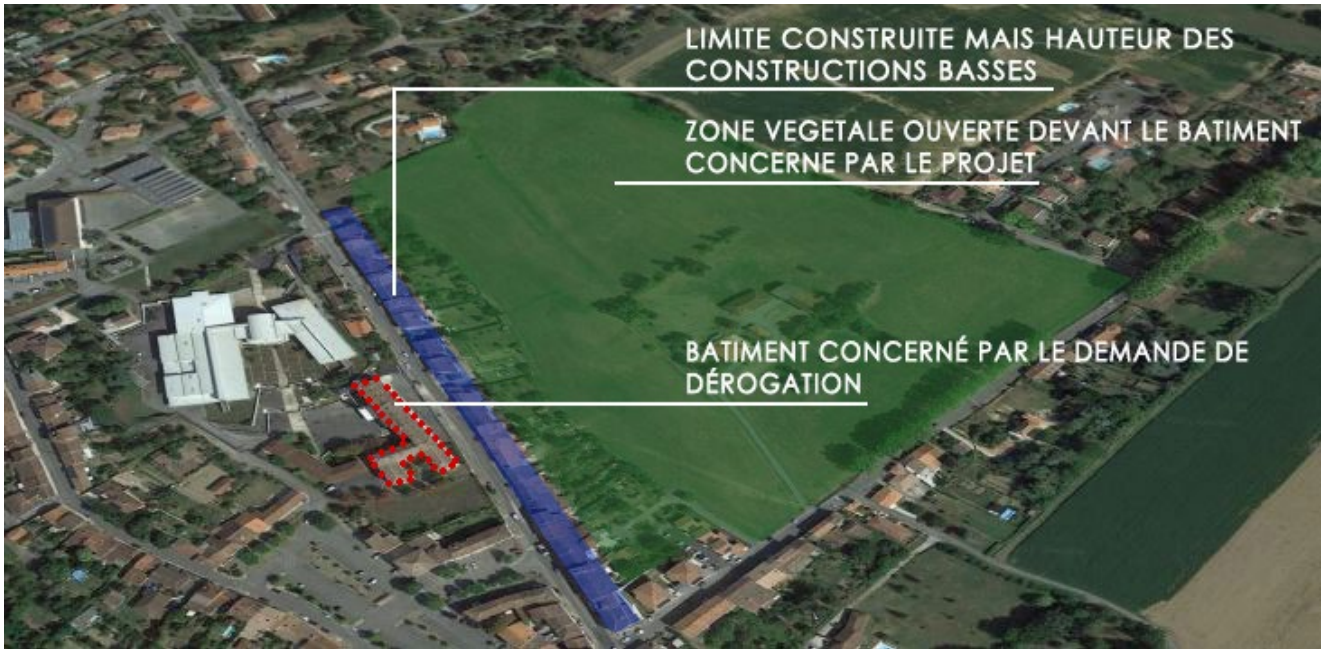 LIMITE CONSTRUITE MAIS HAUTEUR DES
CONSTRUCTIONS BASSES
ZONE VEGETALE OUVERTE DEVANT LE BATIMENT
CONCERNE PAR LE PROJET
BATIMENT CONCERNÉ PAR LE DEMANDE DE
DÉROGATION